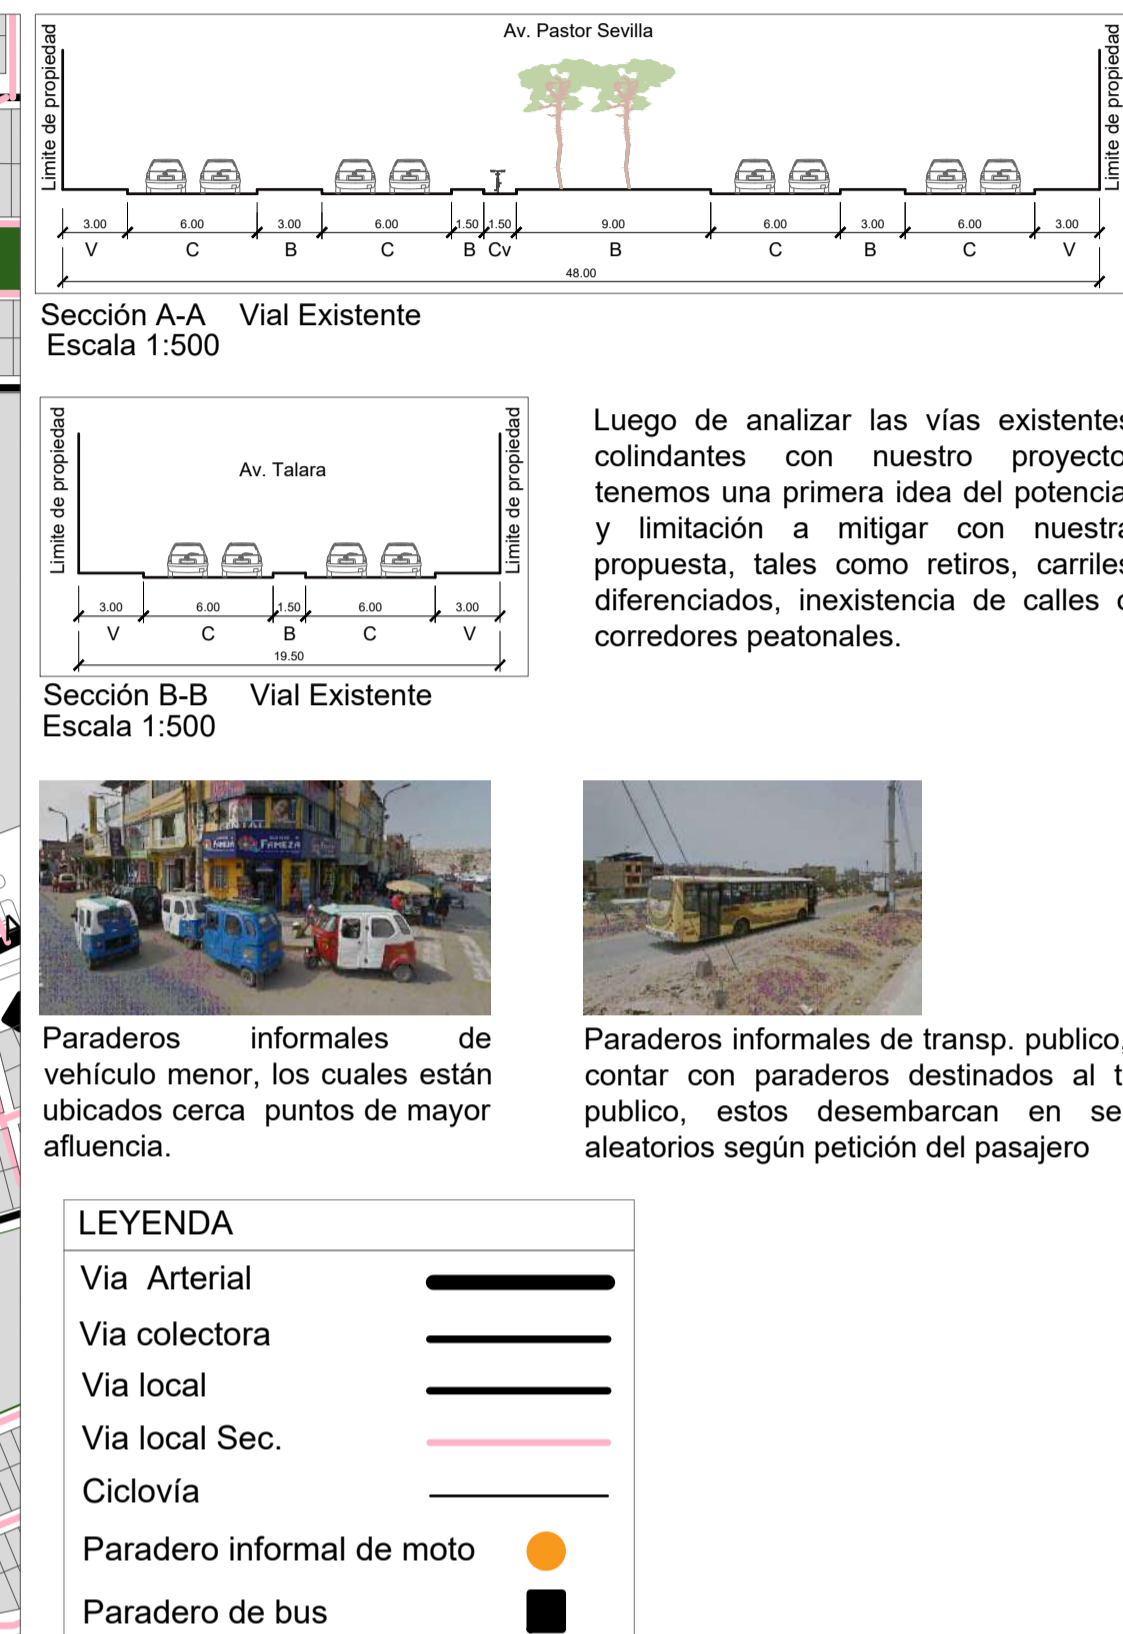 Av. Pastor Sevilla
Limite de propiedad
Limite de propiedad
3.00 6.00 3.00 6.00 1.50 1.50 9.00 6.00 3.00 6.00 3.00
V C B C B Cv B C B C V
48.00
Sección A-A Vial Existente
Escala 1:500
Limite de propiedad
Limite de propiedad
Av. Talara
3.00 6.00 1.50 6.00 3.00
V C B C V
19.50
Sección B-B Vial Existente
Escala 1:500
Luego de analizar las vías existentes
colindantes con nuestro proyecto
tenemos una primera idea del potencia
y limitación a mitigar con nuestra
propuesta, tales como retiros, carriles
diferenciados, inexistencia de calles o
corredores peatonales.
FAMEZA
Paraderos informales de
vehículo menor, los cuales están
ubicados cerca puntos de mayor
afluencia.
Paraderos informales de transp. publico,
contar con paraderos destinados al t
publico, estos desembarcan en se
aleatorios según petición del pasajero
LEYENDA
Via Arterial
Via colectora
Via local
Via local Sec.
Ciclovía
Paradero informal de moto
Paradero de bus